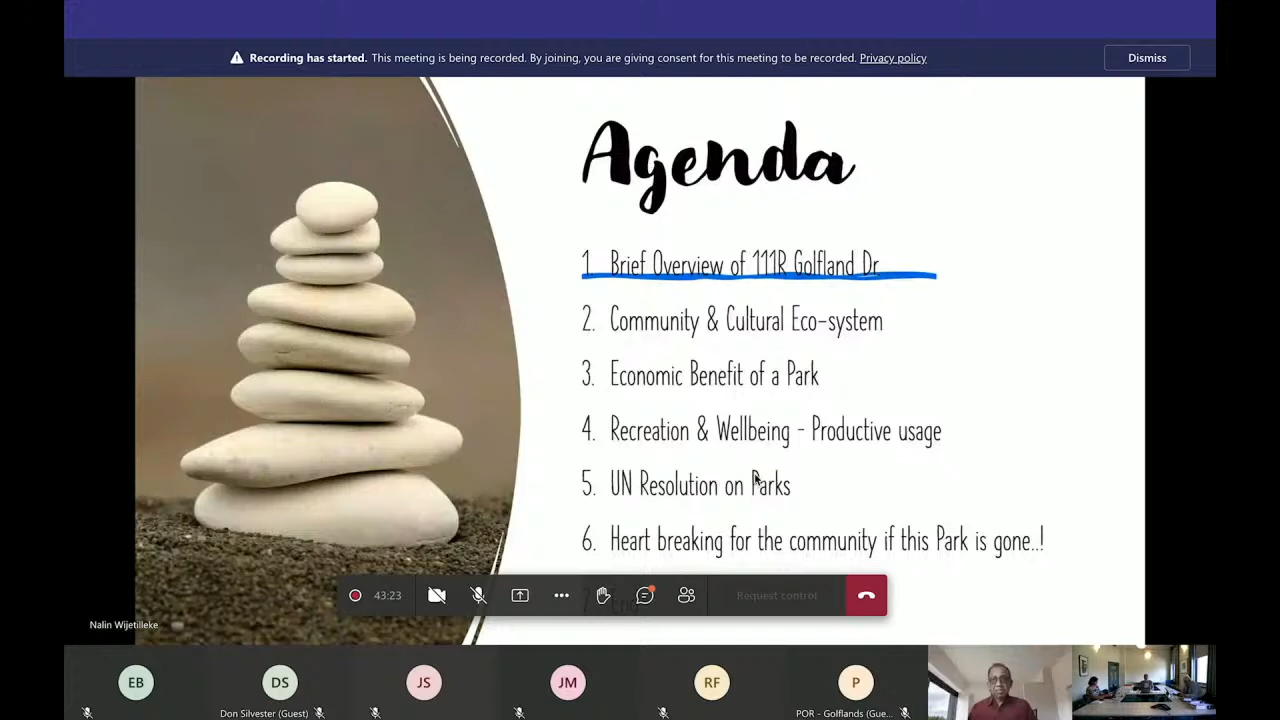 Recording has started. This meeting is being recorded. By joining, you are giving consent for this meeting to be recorded. Privacy policy
Dismiss
Agenda
1. Brief Overview of 111R Golfland Dr
2. Community & Cultural Eco-system
3. Economic Benefit of a Park
4. Recreation & Wellbeing - Productive usage
5. UN Resolution on Parks
6. Heart breaking for the community if this Park is gone..!
7. End
43:23
Request control
Nalin Wijetilleke
EB
DS
JS
JM
RF
P
Don Silvester (Guest)
POR - Golflands (Gue...